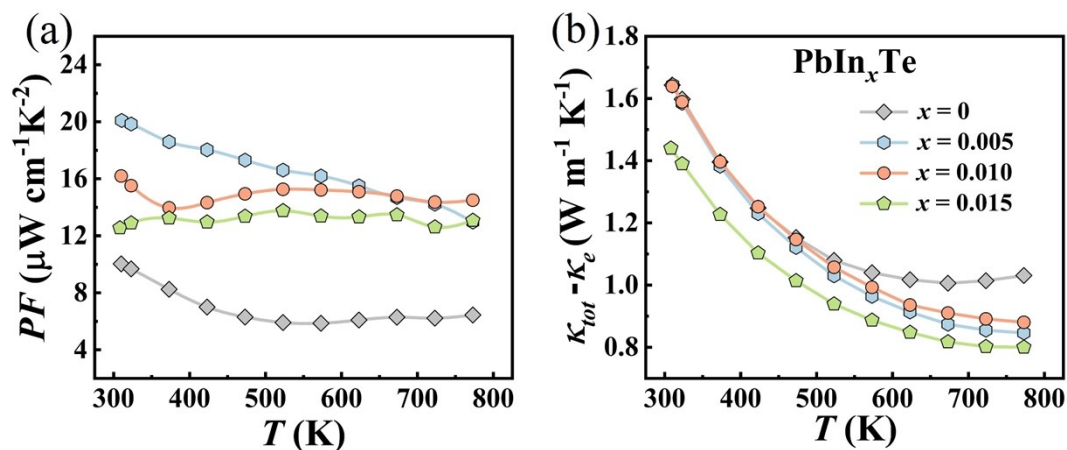 (a)
PF (μW cm⁻¹K⁻²)
24
20
16
12
8
4
300 400 500 600 700 800
T (K)
(b)
κtot -κe (W m⁻¹ K⁻¹)
1.8
1.6
1.4
1.2
1.0
0.8
PbInxTe
x = 0
x = 0.005
x = 0.010
x = 0.015
300 400 500 600 700 800
T (K)